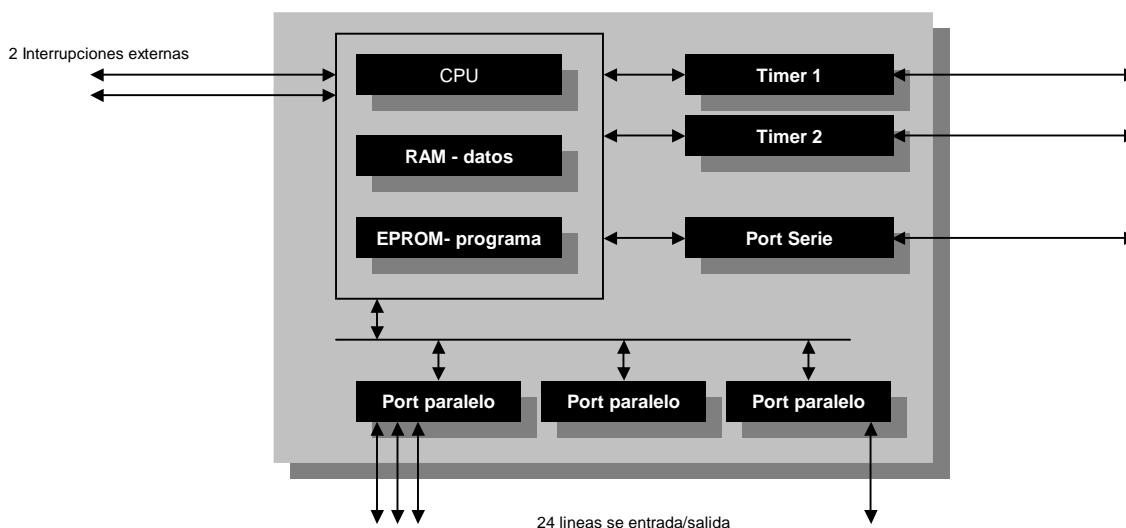 2 Interrupciones externas
CPU
Timer 1
Timer 2
RAM - datos
EPROM- programa
Port Serie
Port paralelo
Port paralelo
Port paralelo
24 lineas se entrada/salida